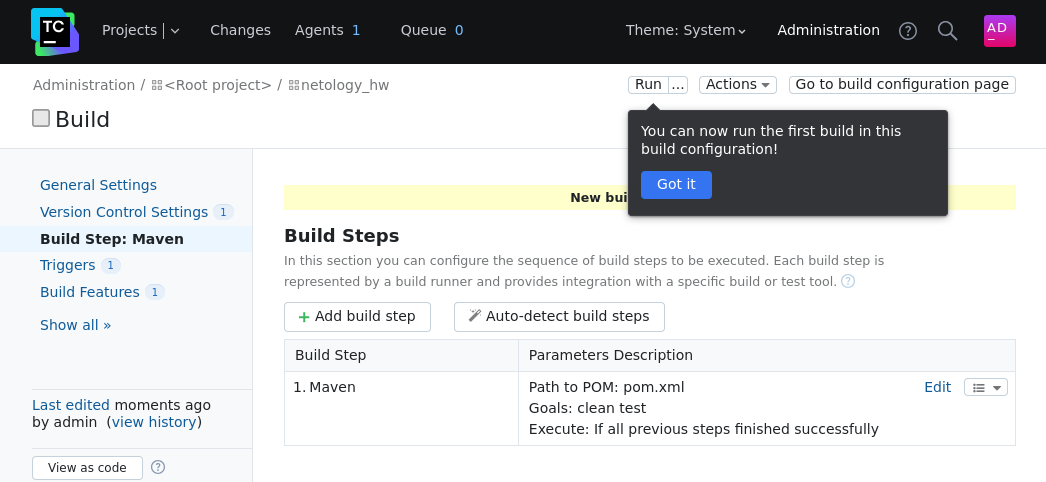 TC
Projects
Changes
Agents 1
Queue 0
Theme: System
Administration
AD
Administration / <Root project> / netology_hw
Run ...
Actions
Go to build configuration page
Build
You can now run the first build in this
build configuration!
Got it
General Settings
Version Control Settings 1
Build Step: Maven
Triggers 1
Build Features 1
Show all »
Last edited moments ago
by admin (view history)
View as code
New
Build Steps
In this section you can configure the sequence of build steps to be executed. Each build step is
represented by a build runner and provides integration with a specific build or test tool.
Add build step
Auto-detect build steps
Build Step
Parameters Description
1. Maven
Path to POM: pom.xml
Goals: clean test
Execute: If all previous steps finished successfully
Edit